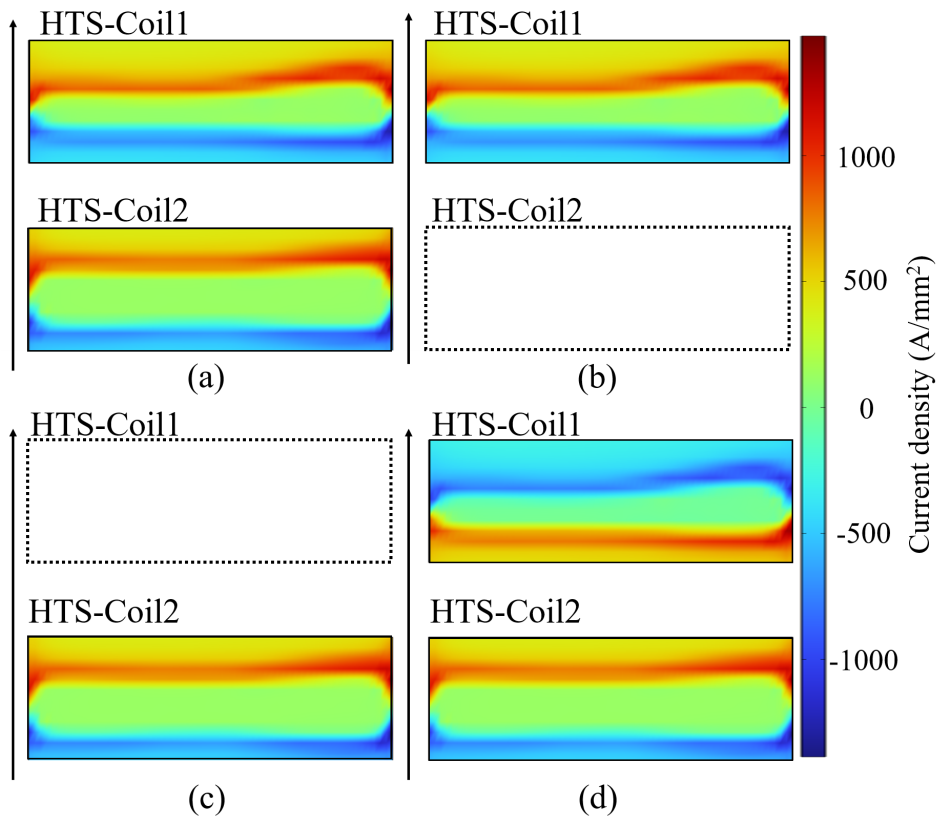 HTS-Coil1
HTS-Coil2
(a)
HTS-Coil1
HTS-Coil2
(b)
HTS-Coil1
HTS-Coil2
(c)
HTS-Coil1
HTS-Coil2
(d)
1000
500
0
-500
-1000
Current density (A/mm²)